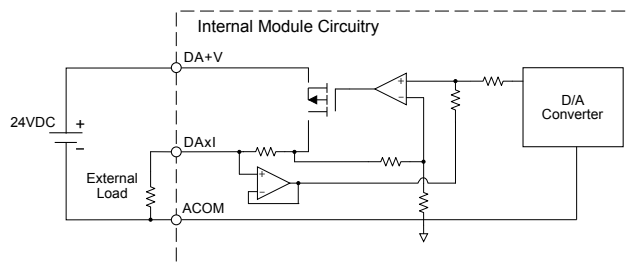 Internal Module Circuitry
DA+V
24VDC
+
−
DAxI
External
Load
ACOM
+
−
+
−
D/A
Converter